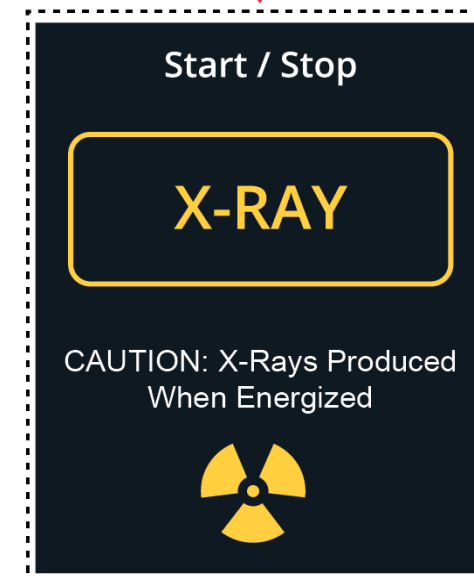 Start / Stop
X-RAY
CAUTION: X-Rays Produced
When Energized